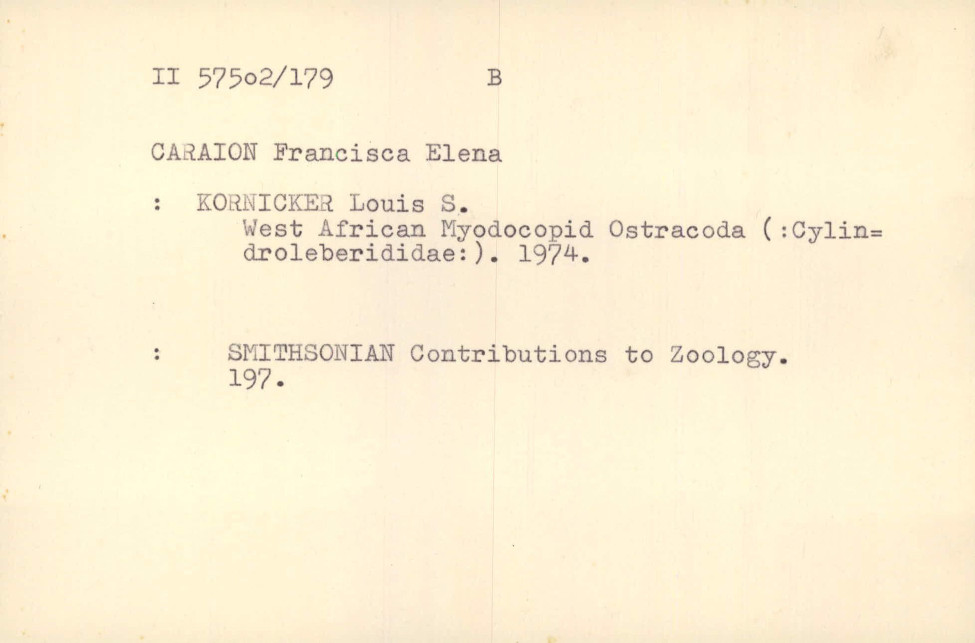 II 575o2/179 B
CARAION Francisca Elena
: KORNICKER Louis S.
West African Myodocopid Ostracoda (:Cylin=
droleberididae:). 1974.
: SMITHSONIAN Contributions to Zoology.
197.